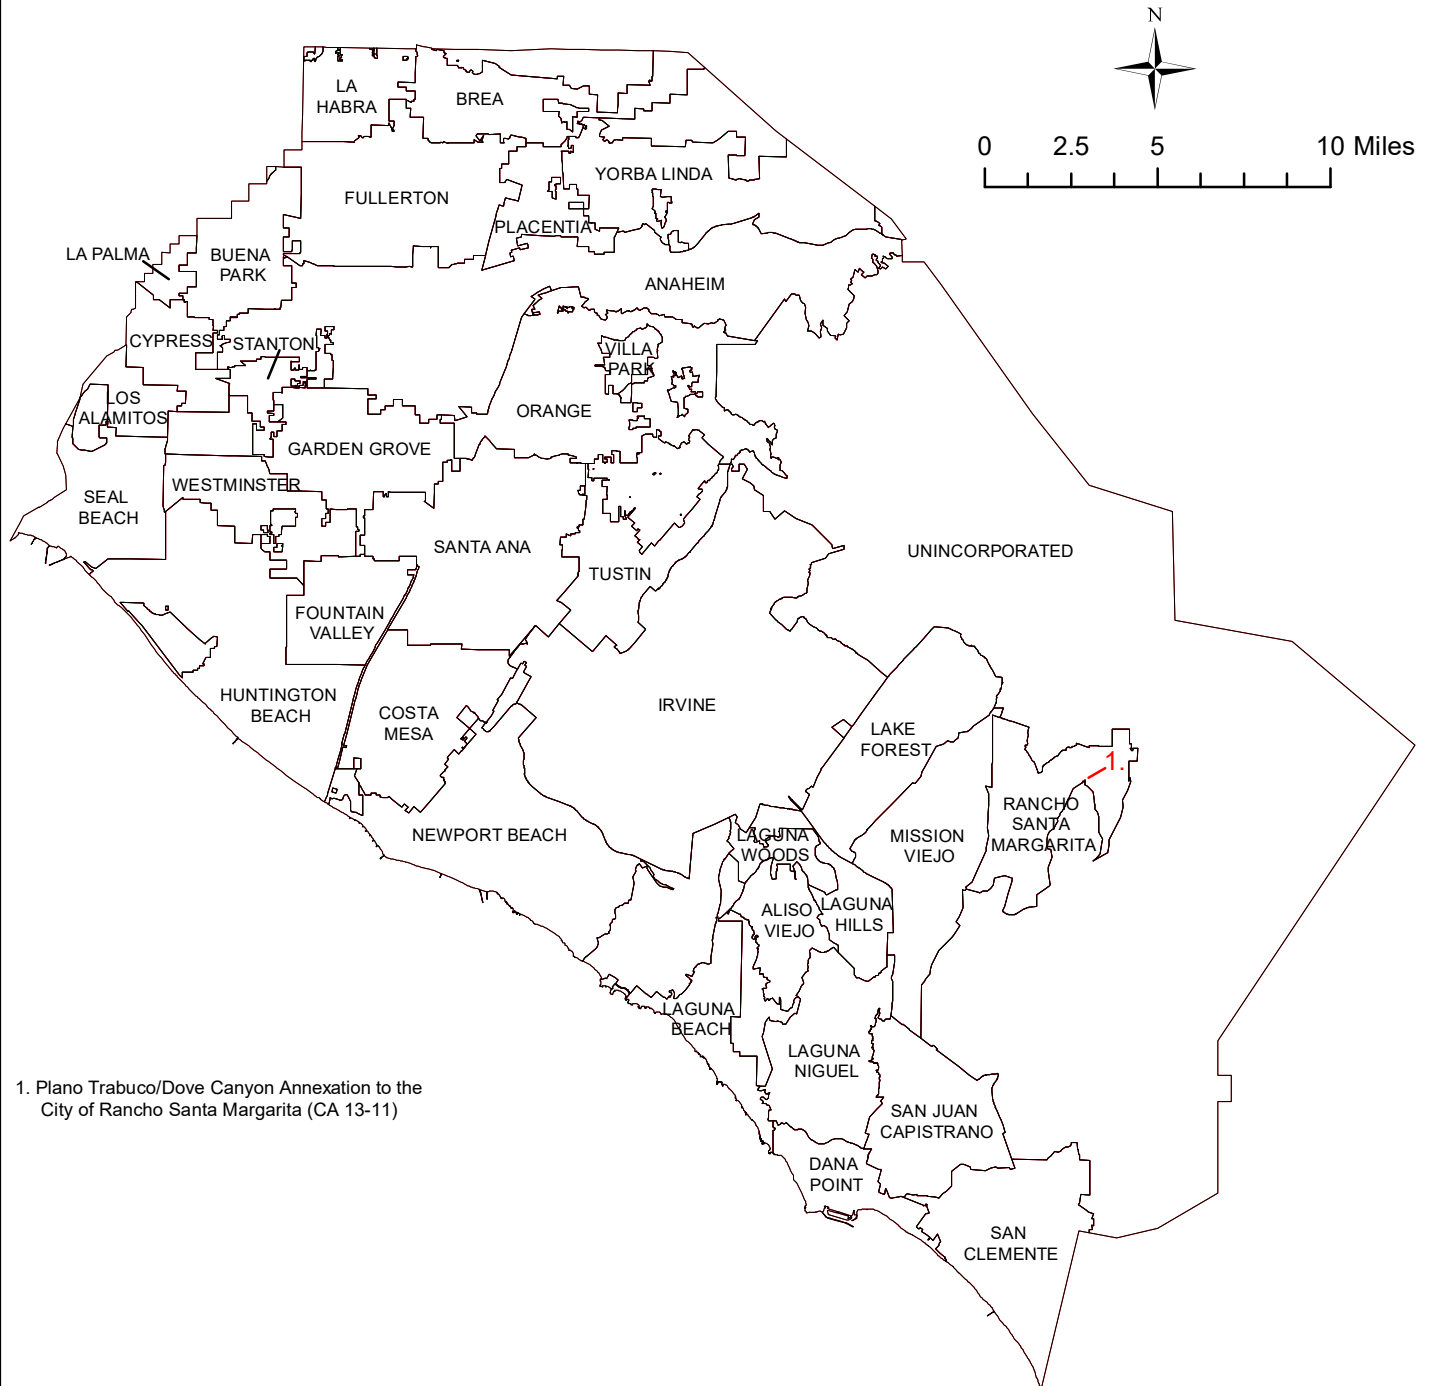 N
0 2.5 5 10 Miles
LA
HABRA
BREA
YORBA LINDA
FULLERTON
PLACENTIA
LA PALMA
BUENA
PARK
ANAHEIM
CYPRESS
STANTON
VILLA
PARK
LOS
ALAMITOS
ORANGE
GARDEN GROVE
WESTMINSTER
SEAL
BEACH
SANTA ANA
UNINCORPORATED
TUSTIN
FOUNTAIN
VALLEY
HUNTINGTON
BEACH
COSTA
MESA
IRVINE
LAKE
FOREST
1.
RANCHO
SANTA
MARGARITA
NEWPORT BEACH
LAGUNA
WOODS
MISSION
VIEJO
ALISO
VIEJO
LAGUNA
HILLS
LAGUNA
BEACH
LAGUNA
NIGUEL
1. Plano Trabuco/Dove Canyon Annexation to the
City of Rancho Santa Margarita (CA 13-11)
SAN JUAN
CAPISTRANO
DANA
POINT
SAN
CLEMENTE